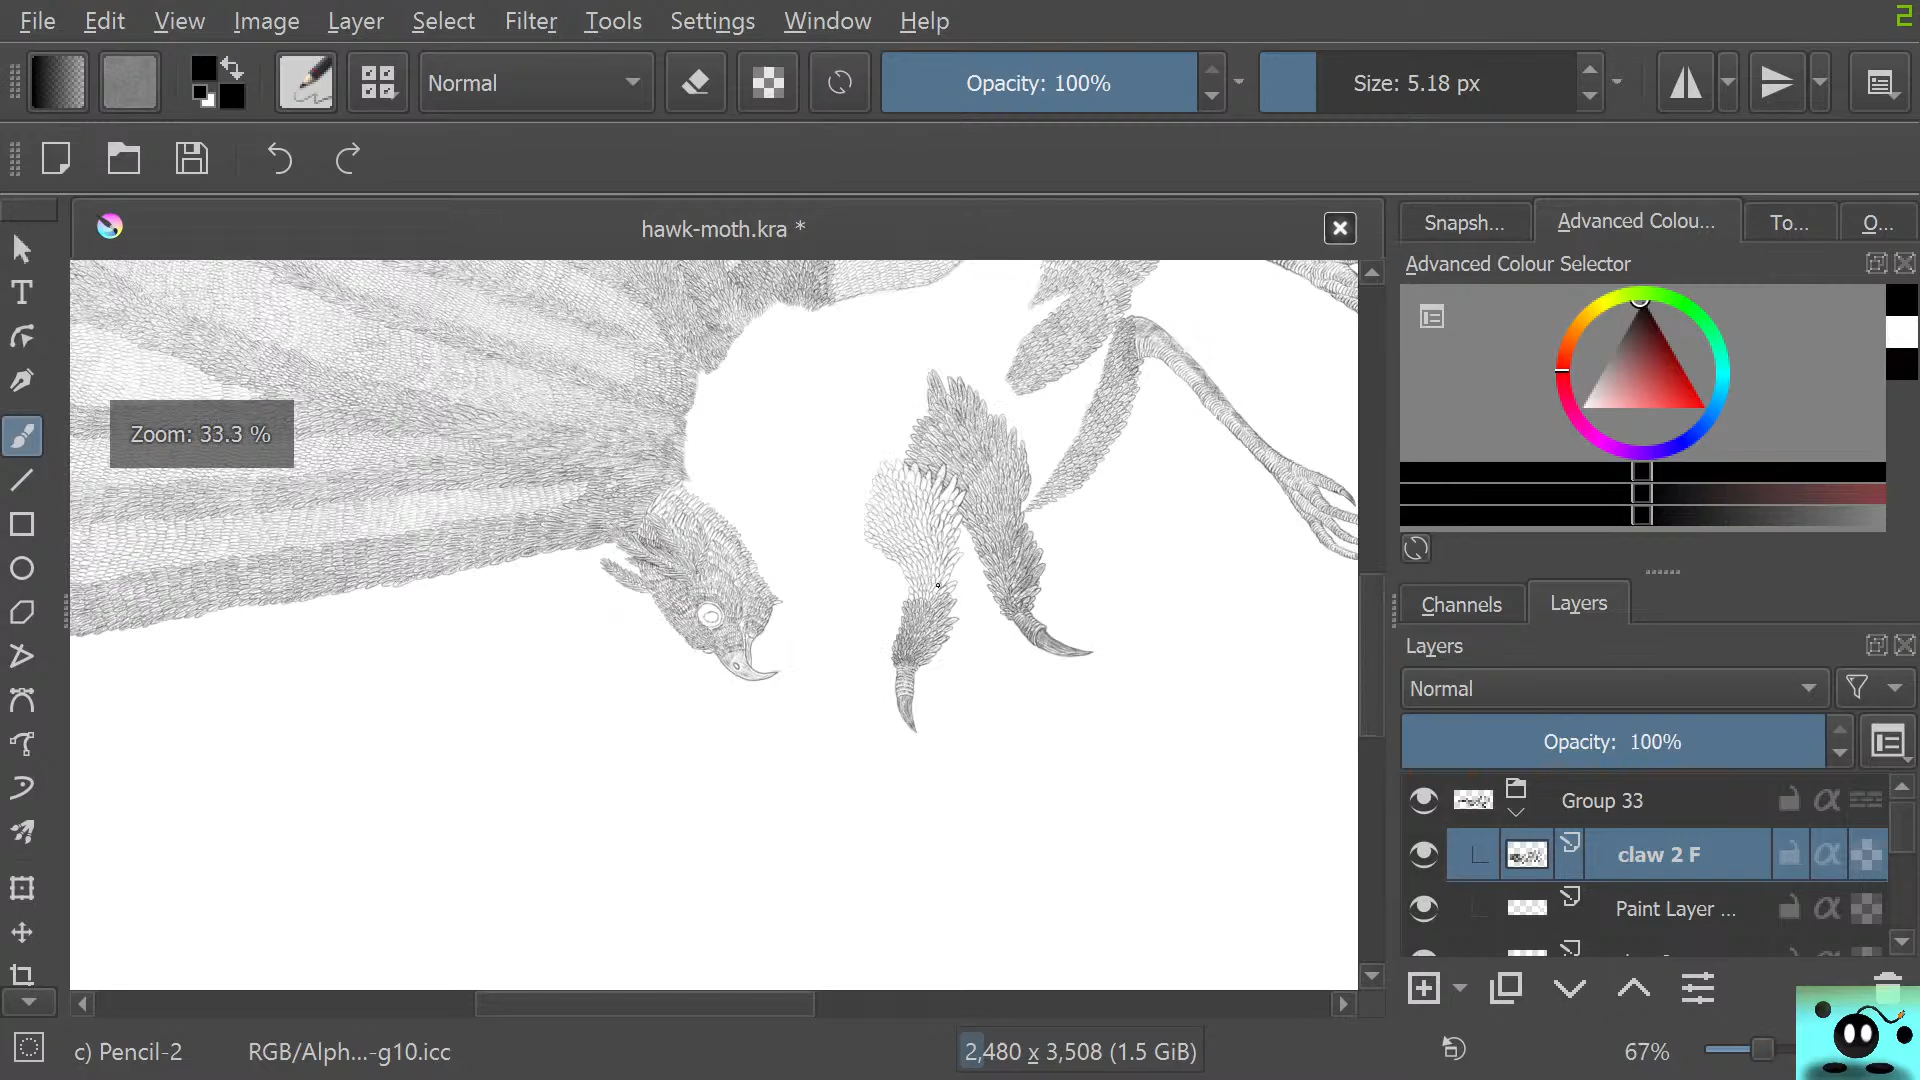 File Edit View Image Layer Select Filter Tools Settings Window Help
2
Normal Opacity: 100% Size: 5.18 px
hawk-moth.kra *
Snapsh... Advanced Colou... To... O...
Advanced Colour Selector
Zoom: 33.3 %
Channels Layers
Layers
Normal
Opacity: 100%
Group 33
claw 2 F
Paint Layer ...
c) Pencil-2 RGB/Alph...-g10.icc 2,480 x 3,508 (1.5 GiB) 67%